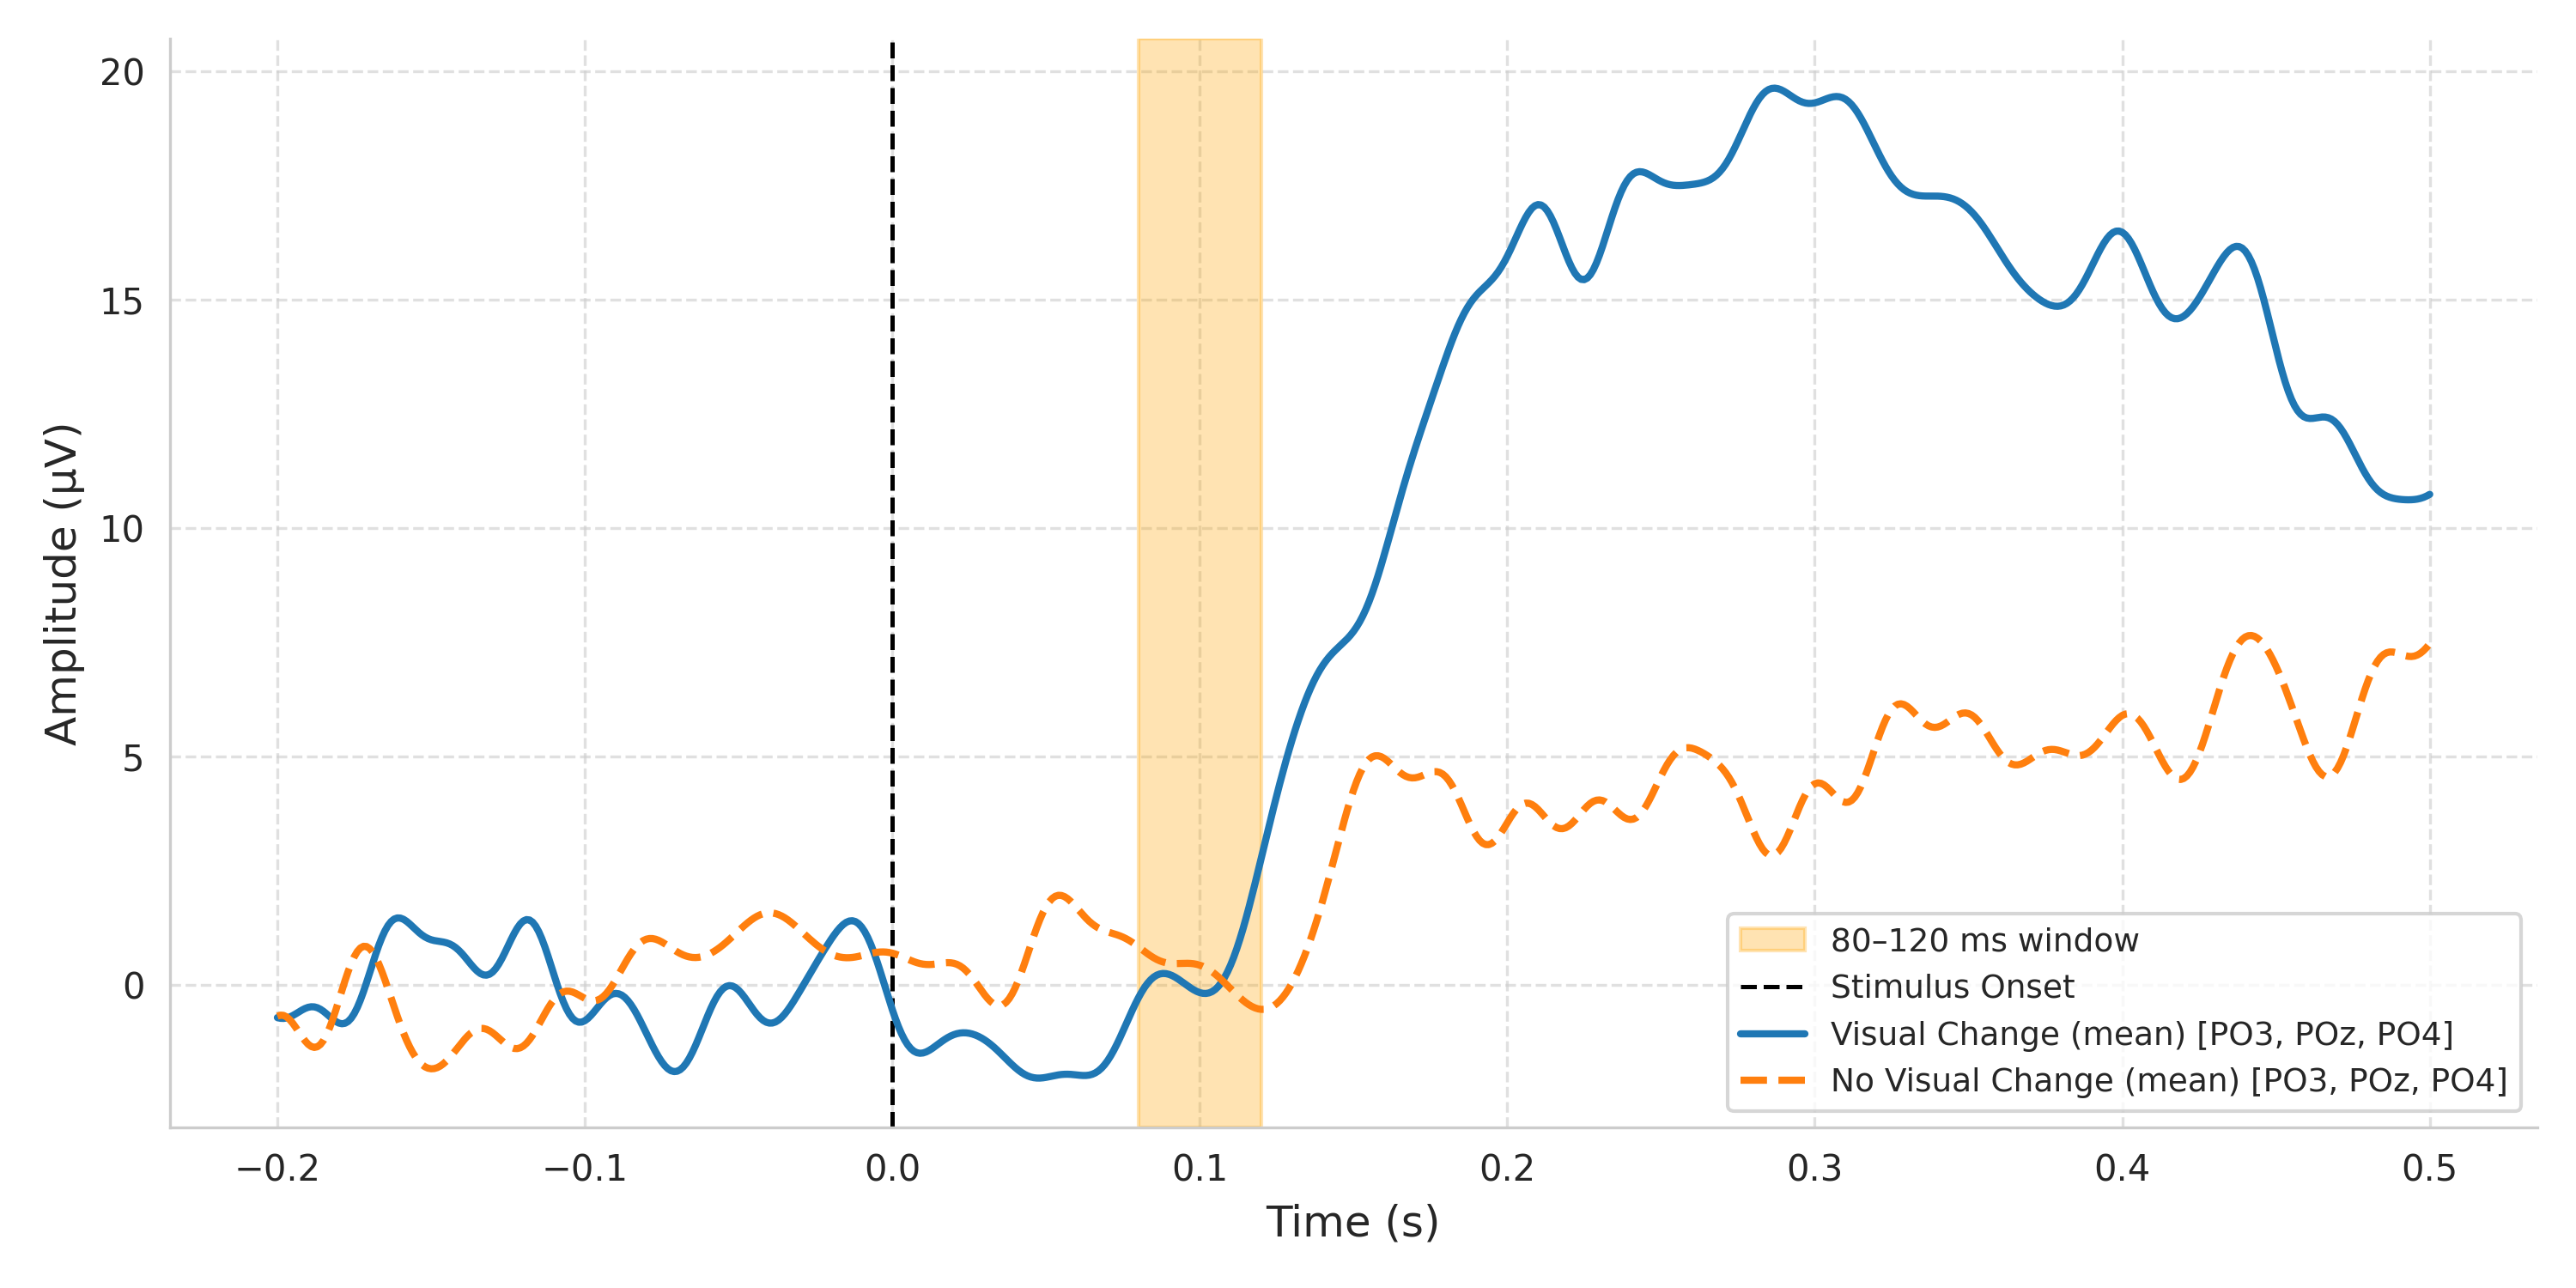 20
15
10
5
0
Amplitude (µV)
−0.2
−0.1
0.0
0.1
0.2
0.3
0.4
0.5
Time (s)
80–120 ms window
Stimulus Onset
Visual Change (mean) [PO3, POz, PO4]
No Visual Change (mean) [PO3, POz, PO4]